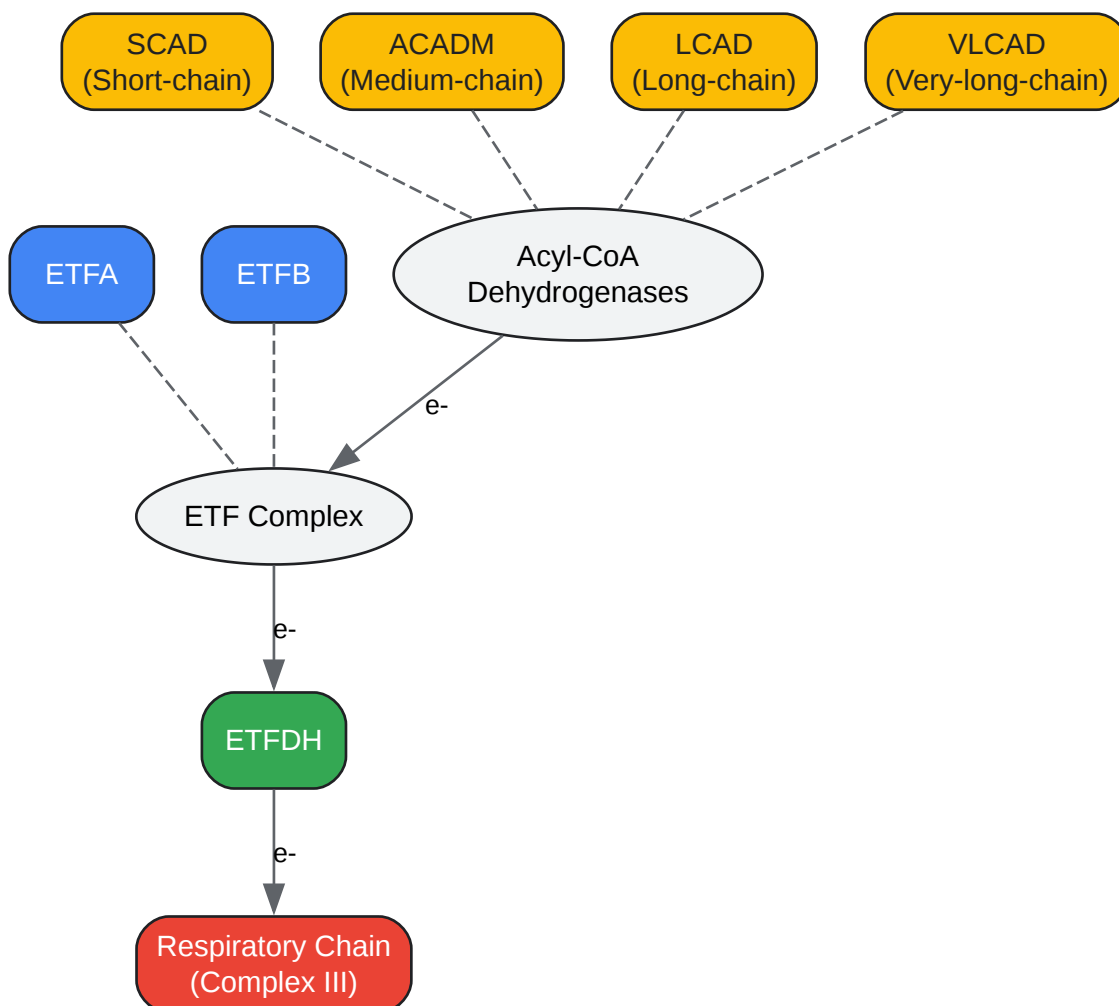 SCAD
(Short-chain)
ACADM
(Medium-chain)
LCAD
(Long-chain)
VLCAD
(Very-long-chain)
ETFA
ETFB
Acyl-CoA
Dehydrogenases
e-
ETF Complex
e-
ETFDH
e-
Respiratory Chain
(Complex III)